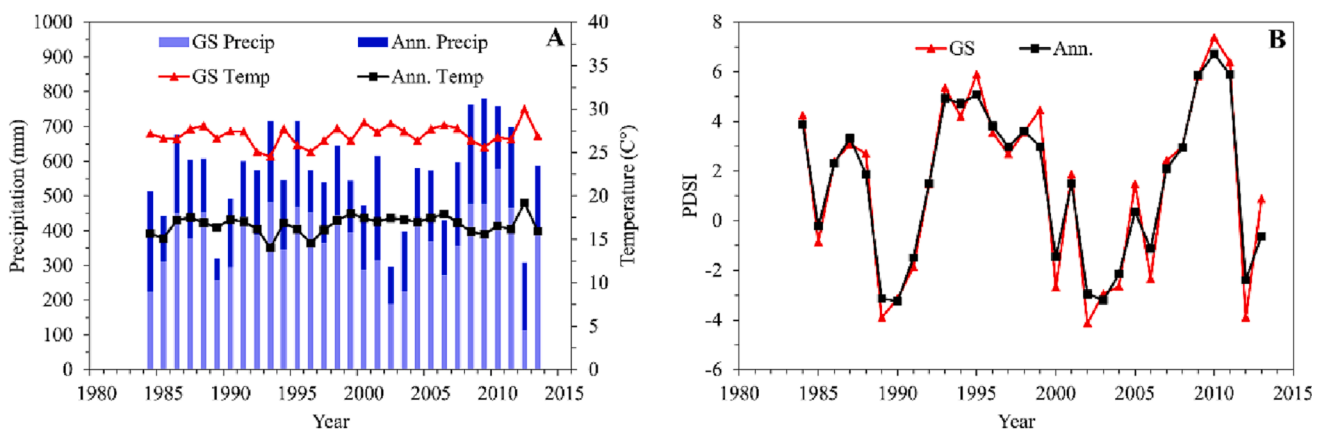 A
GS Precip Ann. Precip
GS Temp Ann. Temp
Precipitation (mm)
1000
900
800
700
600
500
400
300
200
100
0
Temperature (C°)
40
35
30
25
20
15
10
5
0
1980 1985 1990 1995 2000 2005 2010 2015
Year
B
GS Ann.
PDSI
8
6
4
2
0
-2
-4
-6
1980 1985 1990 1995 2000 2005 2010 2015
Year